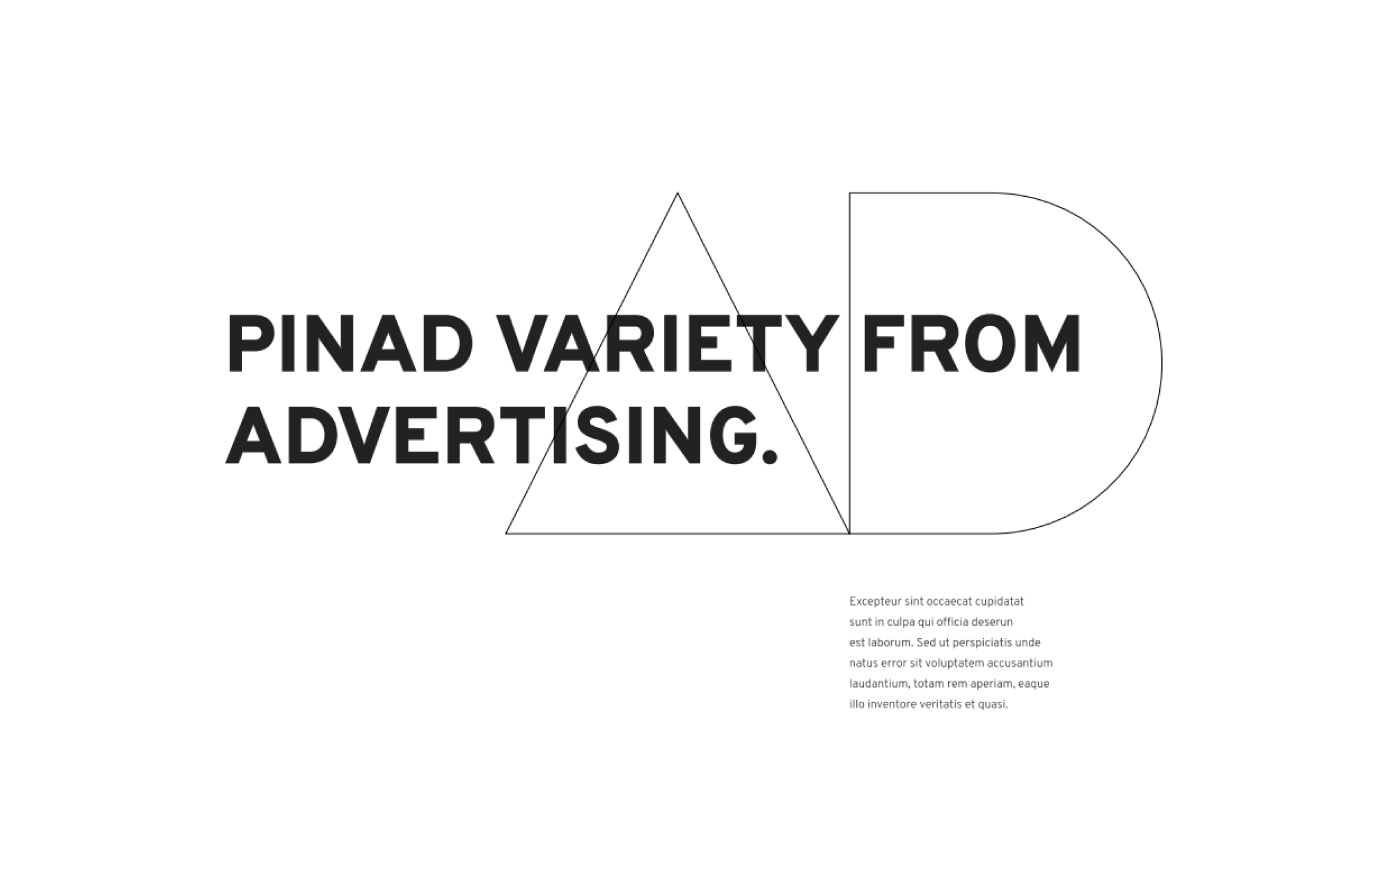 PINAD VARIETY FROM
ADVERTISING.
Excepteur sint occaecat cupidatat
sunt in culpa qui officia deserun
est laborum. Sed ut perspiciatis unde
natus error sit voluptatem accusantium
laudantium, totam rem aperiam, eaque
illo inventore veritatis et quasi.